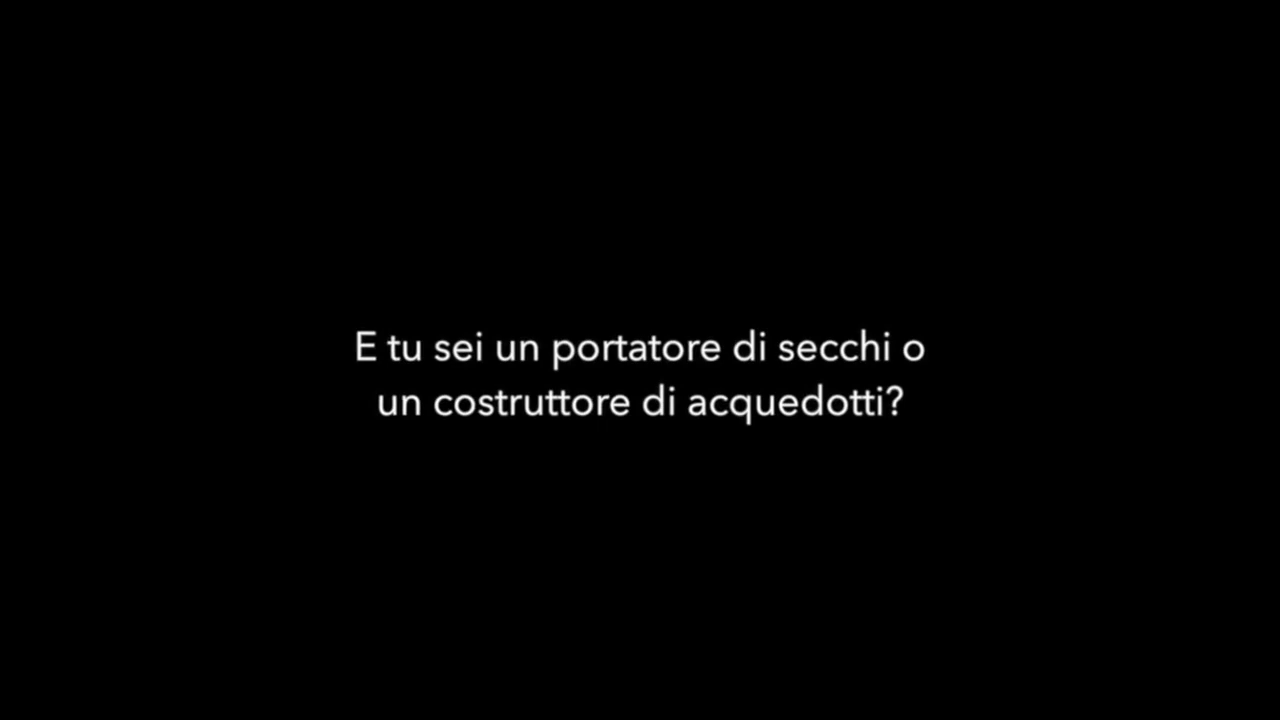 E tu sei un portatore di secchi o
un costruttore di acquedotti?